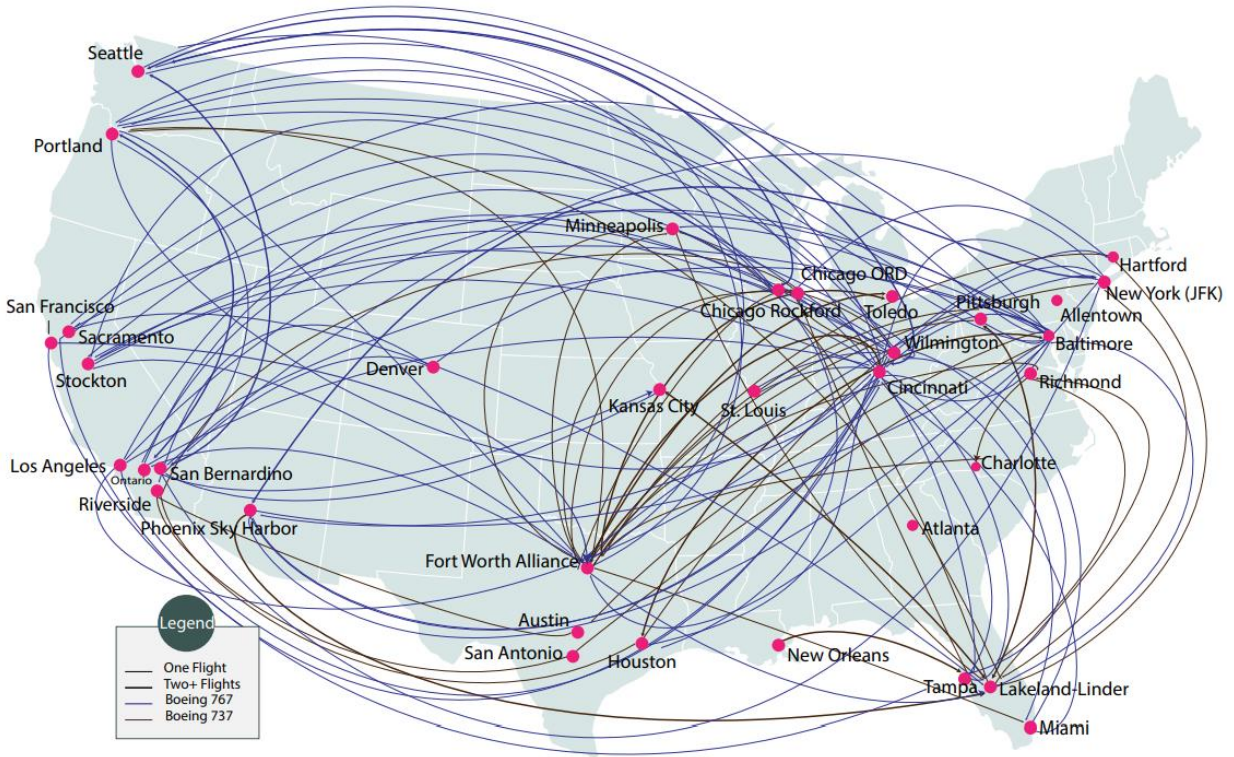 Seattle
Portland
Minneapolis
Hartford
Chicago ORD
New York (JFK)
Pittsburgh
San Francisco
Chicago Rockford
Toledo
Allentown
Sacramento
Wilmington
Baltimore
Denver
Stockton
Cincinnati
Richmond
Kansas City
St. Louis
Los Angeles
Charlotte
San Bernardino
Ontario
Riverside
Phoenix Sky Harbor
Atlanta
Fort Worth Alliance
Austin
Legend
San Antonio
Houston
New Orleans
One Flight
Two+ Flights
Tampa
Lakeland-Linder
Boeing 767
Boeing 737
Miami